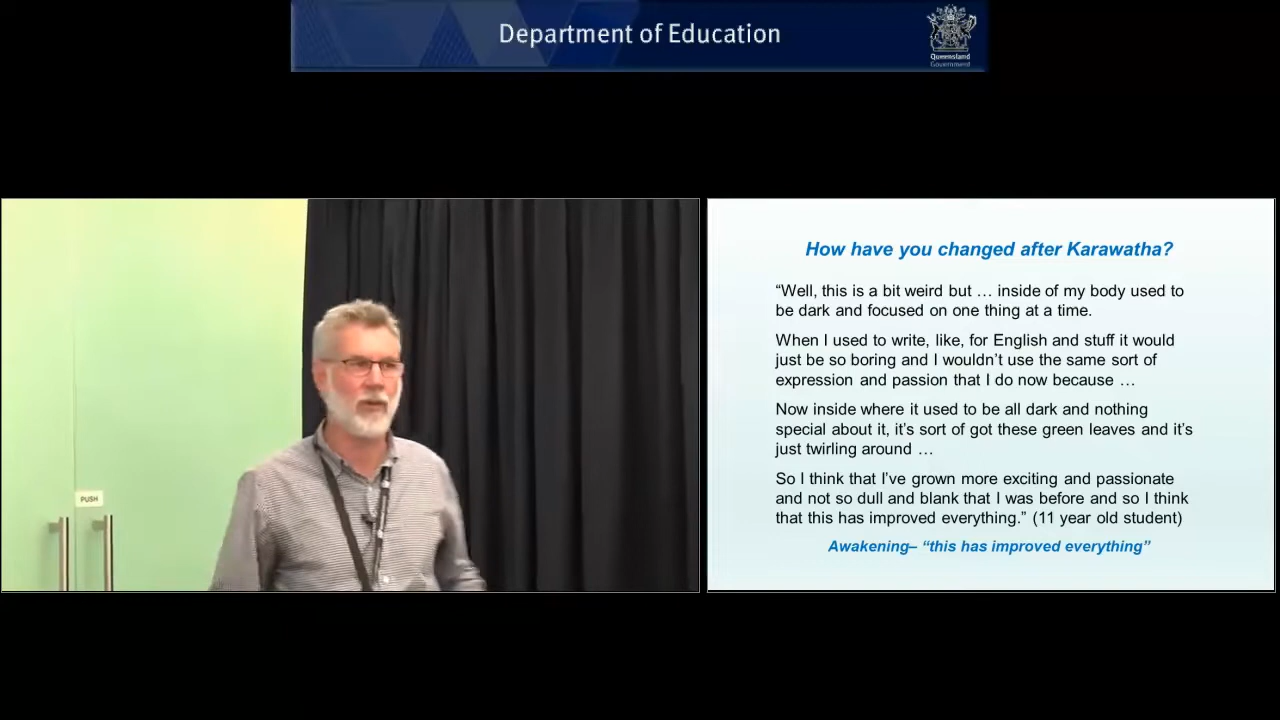 Department of Education
Queensland
Government
PUSH
How have you changed after Karawatha?
“Well, this is a bit weird but … inside of my body used to
be dark and focused on one thing at a time.
When I used to write, like, for English and stuff it would
just be so boring and I wouldn’t use the same sort of
expression and passion that I do now because …
Now inside where it used to be all dark and nothing
special about it, it’s sort of got these green leaves and it’s
just twirling around …
So I think that I’ve grown more exciting and passionate
and not so dull and blank that I was before and so I think
that this has improved everything.” (11 year old student)
Awakening– “this has improved everything”